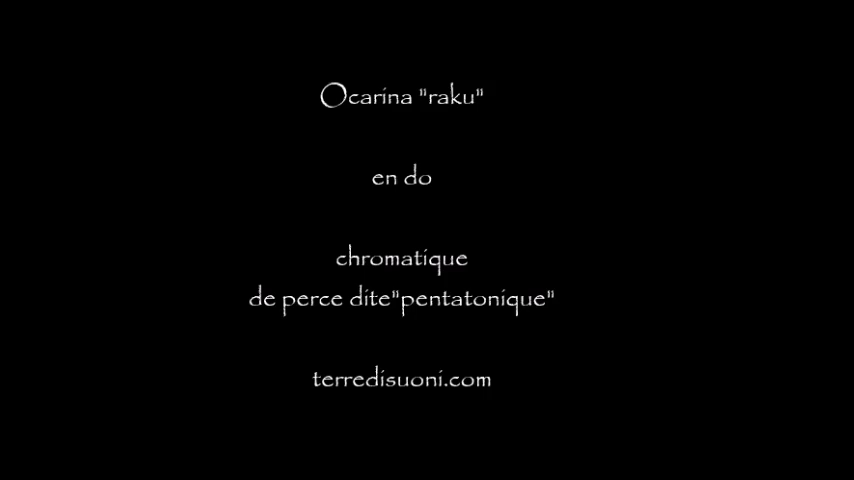 Ocarina "raku"
en do
chromatique
de perce dite"pentatonique"
terredisuoni.com